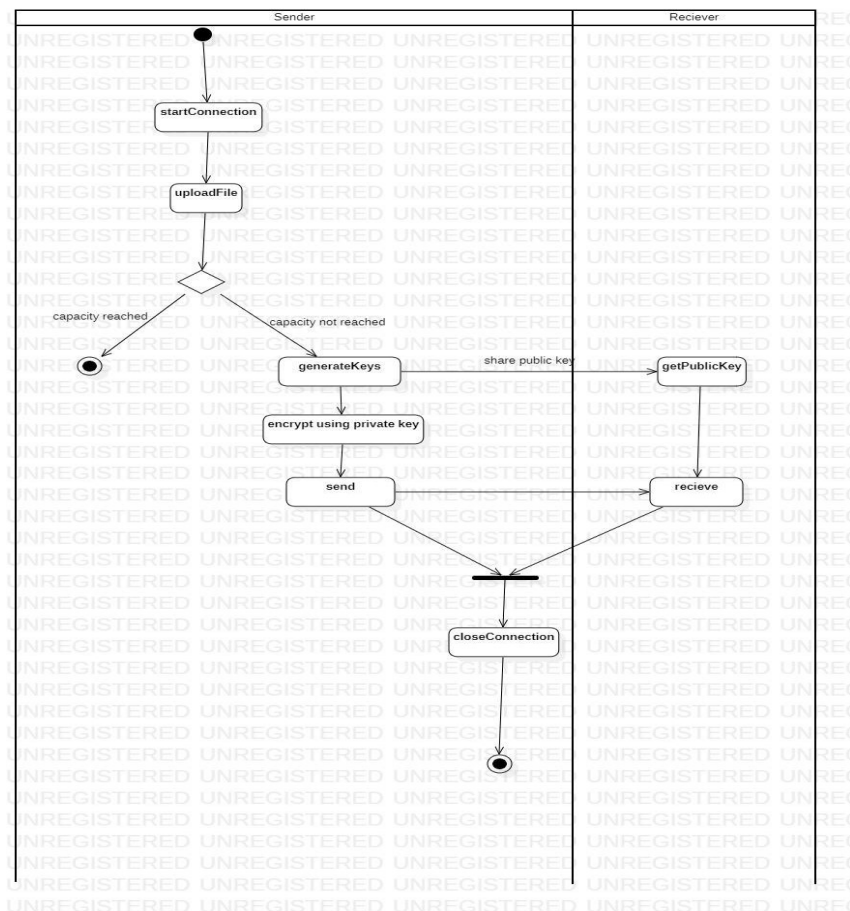 Sender
Reciever
startConnection
uploadFile
capacity reached
capacity not reached
generateKeys
share public key
getPublicKey
encrypt using private key
send
recieve
closeConnection
UNREGISTERED